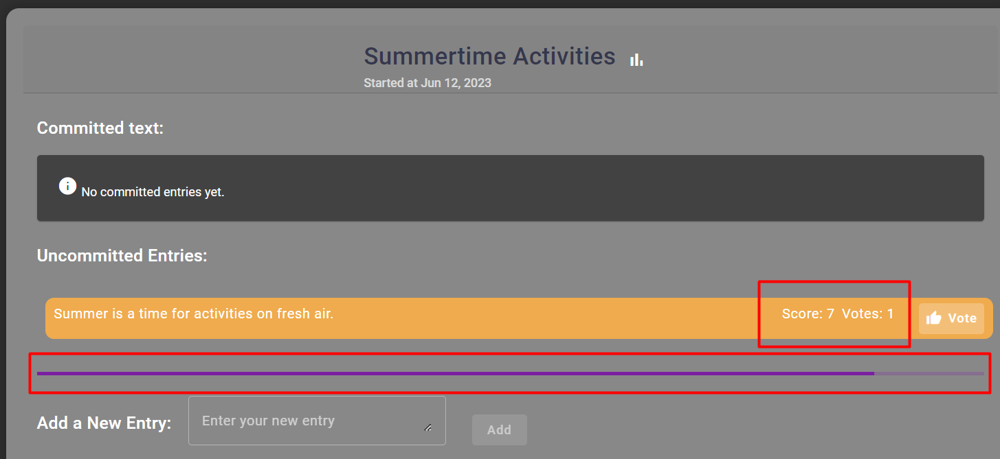 Summertime Activities
Started at Jun 12, 2023
Committed text:
No committed entries yet.
Uncommitted Entries:
Summer is a time for activities on fresh air. Score: 7 Votes: 1 Vote
Add a New Entry: Enter your new entry Add